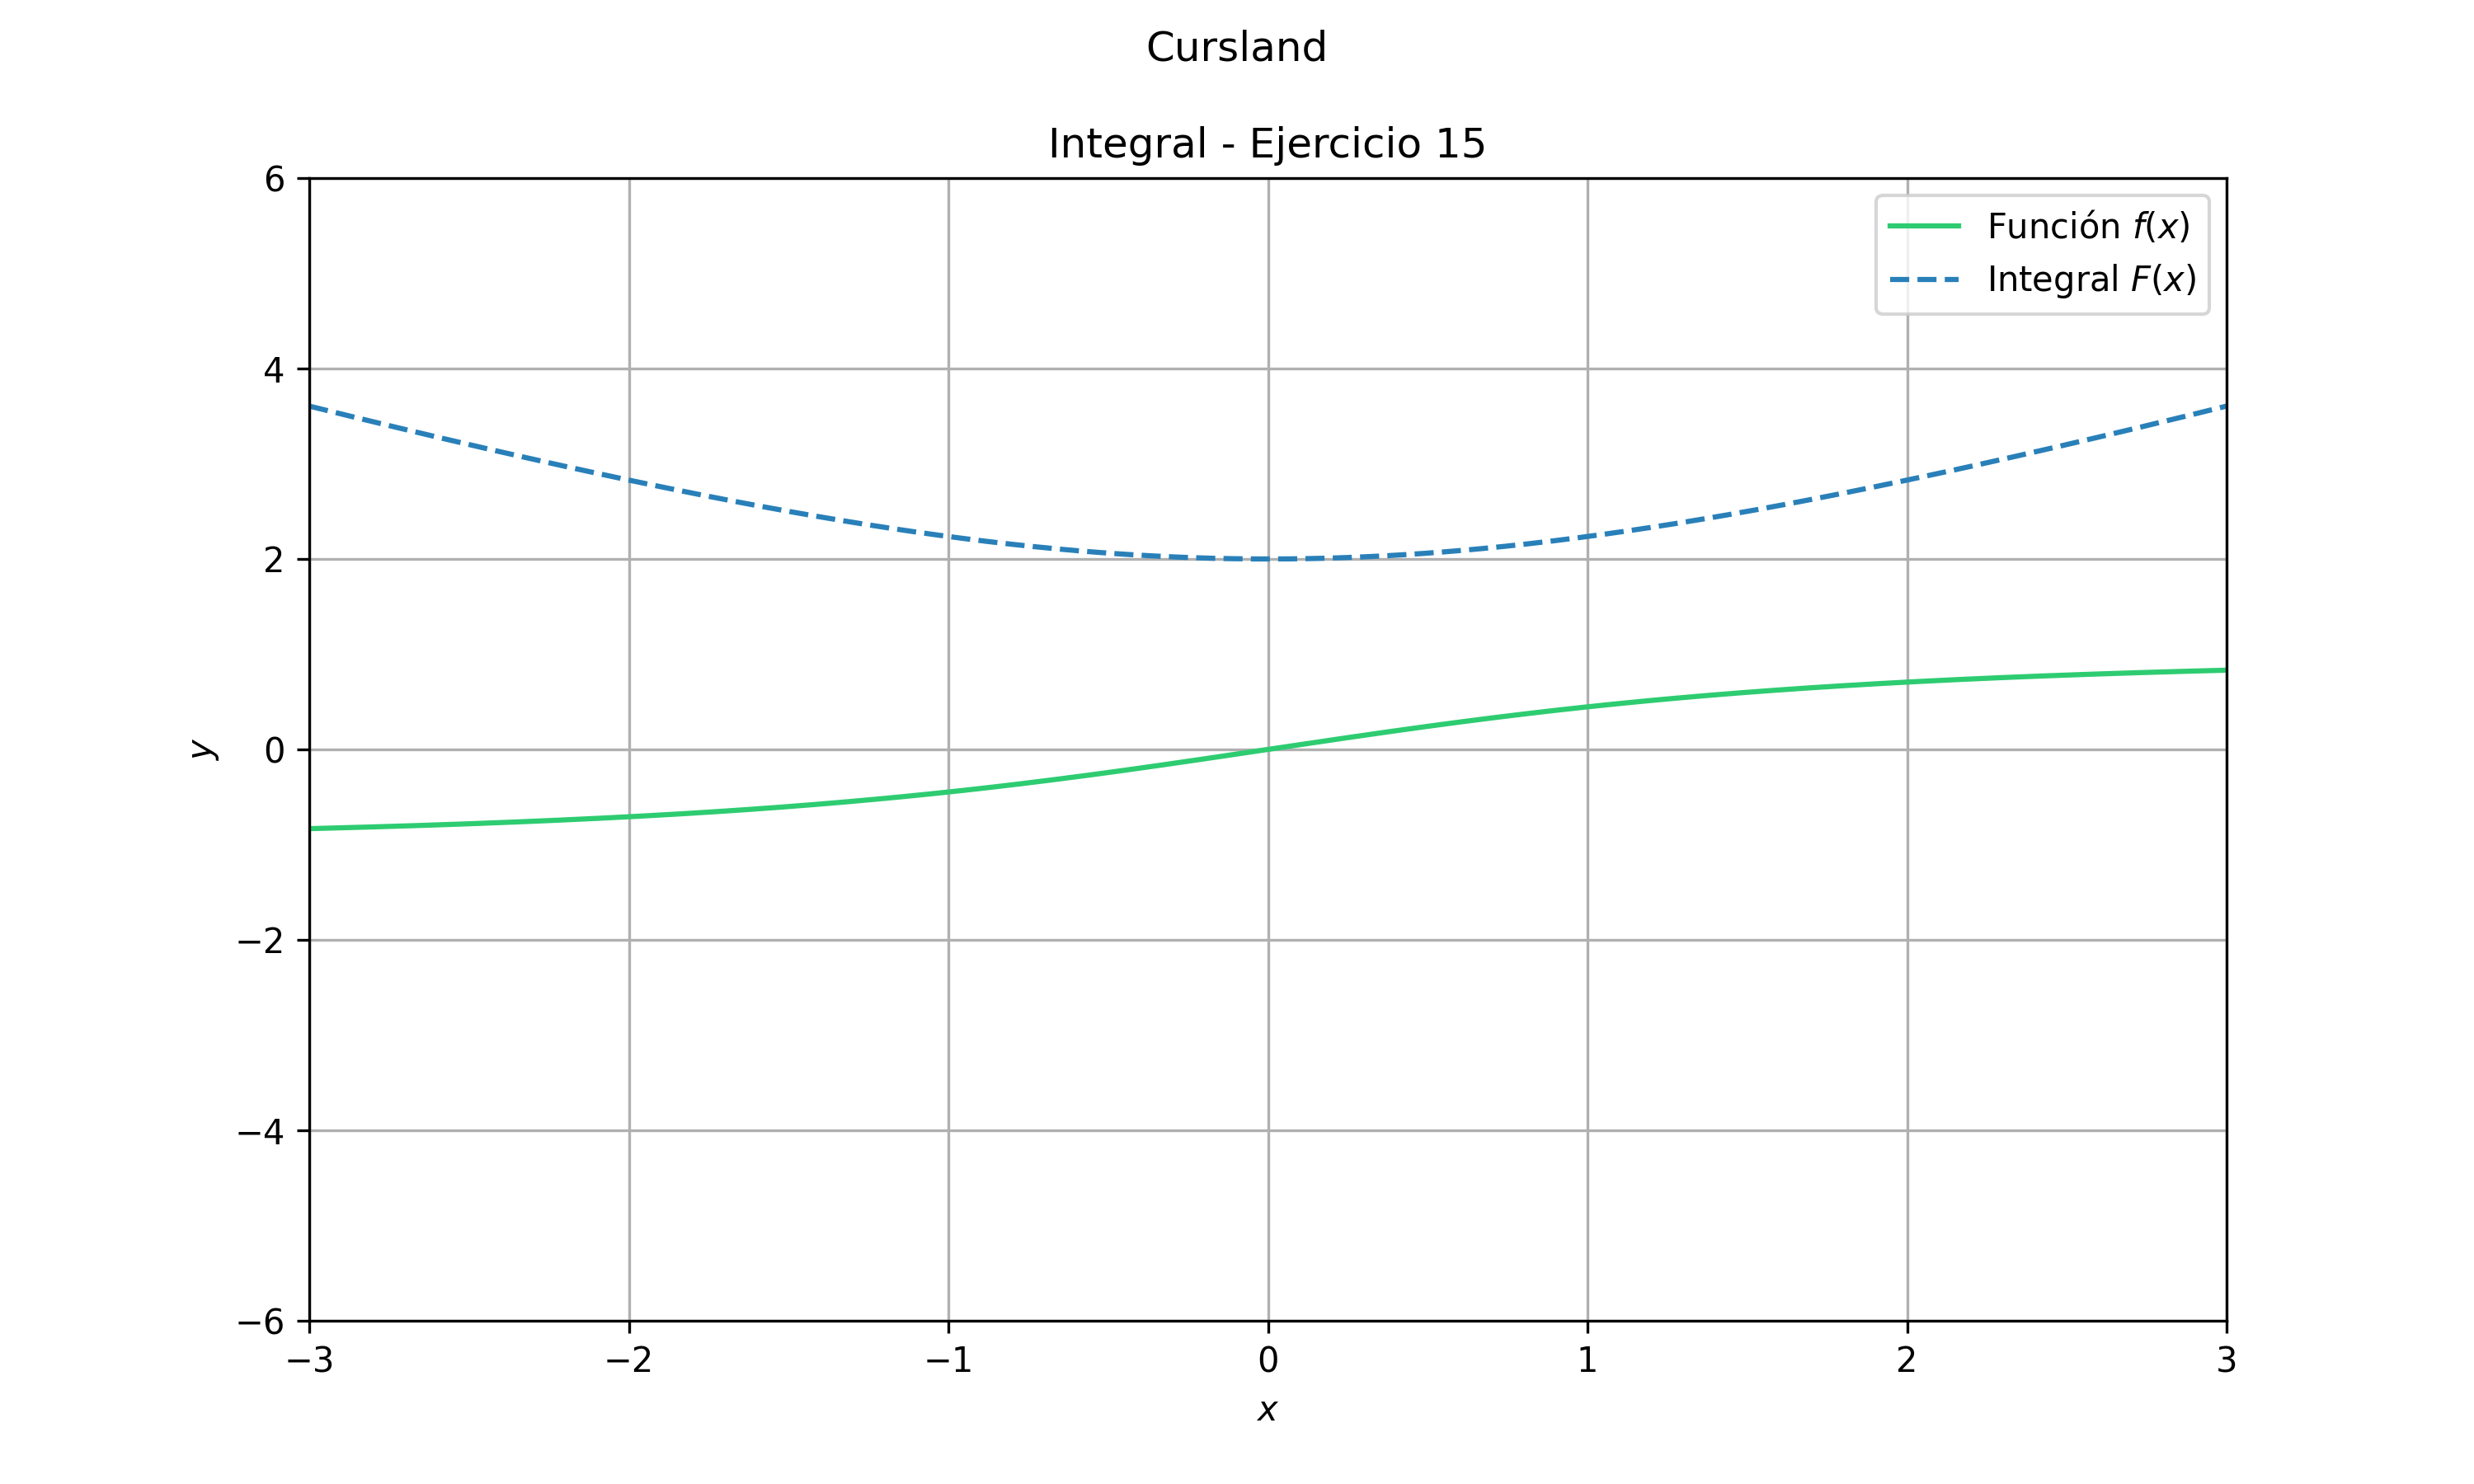 Cursland
Integral - Ejercicio 15
Función f(x)
Integral F(x)
6
4
2
0
−2
−4
−6
y
−3 −2 −1 0 1 2 3
x